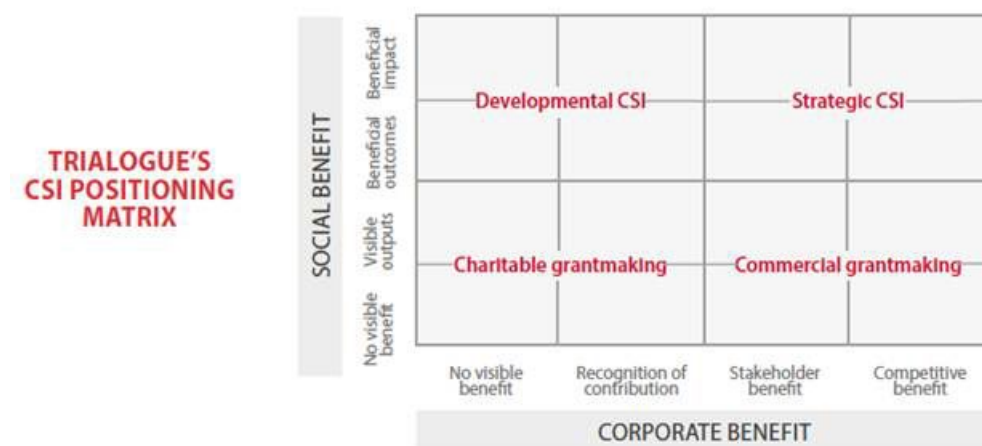 TRIALOGUE'S
CSI POSITIONING
MATRIX
SOCIAL BENEFIT
Beneficial
impact
Beneficial
outcomes
Visible
outputs
No visible
benefit
Developmental CSI
Strategic CSI
Charitable grantmaking
Commercial grantmaking
No visible
benefit
Recognition of
contribution
Stakeholder
benefit
Competitive
benefit
CORPORATE BENEFIT